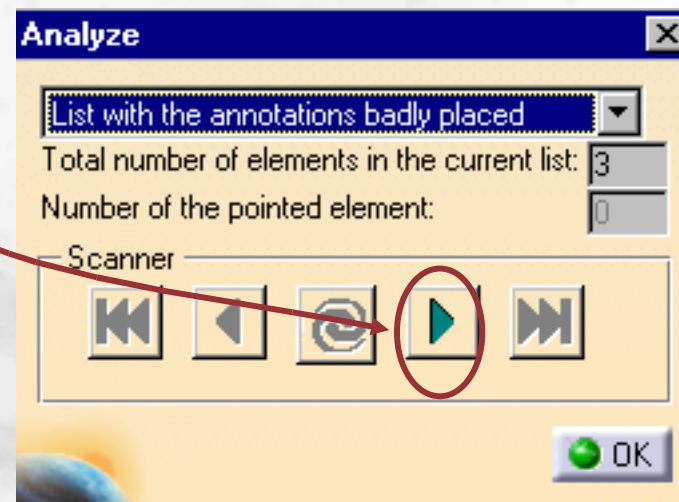 Analyze
List with the annotations badly placed
Total number of elements in the current list: 3
Number of the pointed element: 0
Scanner
OK